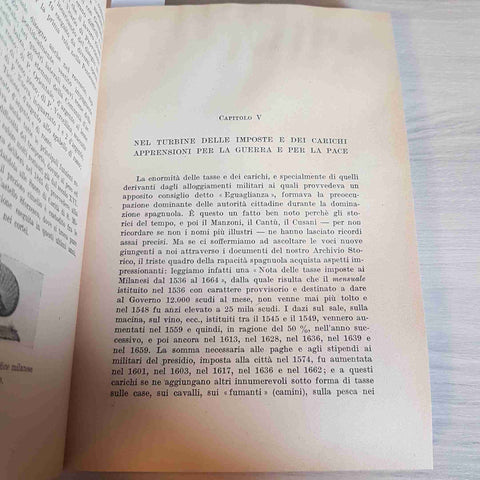 Capitolo V
NEL TURBINE DELLE IMPOSTE E DEI CARICHI
APPRENSIONI PER LA GUERRA E PER LA PACE
La enormità delle tasse e dei carichi, e specialmente di quelli
derivanti dagli alloggiamenti militari ai quali provvedeva un
apposito consiglio detto « Eguaglianza », formava la preoccu-
pazione dominante delle autorità cittadine durante la domina-
zione spagnuola. È questo un fatto ben noto perchè gli sto-
rici del tempo, e poi il Manzoni, il Cantù, il Cusani — per non
ricordare se non i nomi più illustri — ne hanno lasciato ricordi
assai precisi. Ma se ci soffermiamo ad ascoltare le voci nuove
giungenti a noi attraverso i documenti del nostro Archivio Sto-
rico, il triste quadro della rapacità spagnuola acquista aspetti im-
pressionanti: leggiamo infatti una « Nota delle tasse imposte ai
Milanesi dal 1536 al 1664 », dalla quale risulta che il mensuale
istituito nel 1536 con carattere provvisorio e destinato a dare
al Governo 12.000 scudi al mese, non venne mai più tolto e
nel 1548 fu anzi elevato a 25 mila scudi. I dazi sul sale, sulla
macina, sul vino, ecc., istituiti tra il 1545 e il 1549, vennero au-
mentati nel 1559 e quindi, in ragione del 50 %, nell'anno suc-
cessivo, e poi ancora nel 1613, nel 1628, nel 1636, nel 1639 e
nel 1659. La somma necessaria alle paghe e agli stipendi ai
militari del presidio, imposta alla città nel 1574, fu aumentata
nel 1601, nel 1603, nel 1617, nel 1636 e nel 1662; e a questi
carichi se ne aggiungano altri innumerevoli sotto forma di tasse
sulle case, sui cavalli, sui « fumanti » (camini), sulla pesca nei
milanese